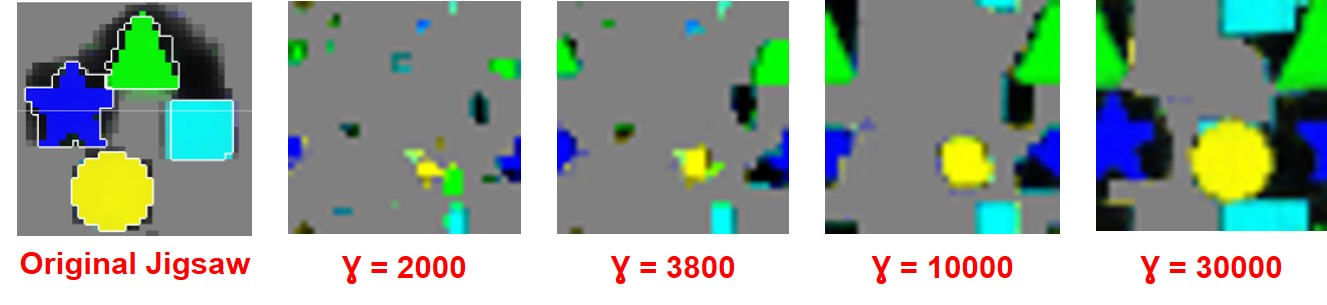 Original Jigsaw
Ɣ = 2000
Ɣ = 3800
Ɣ = 10000
Ɣ = 30000